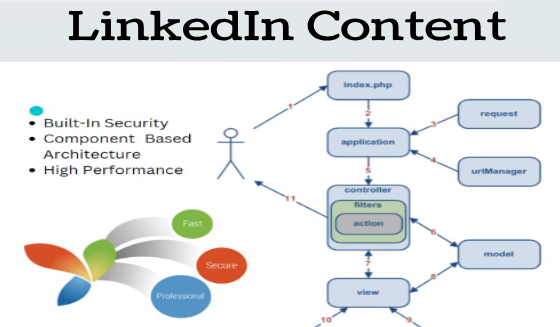 LinkedIn Content
Built-In Security
Component Based
Architecture
High Performance
Fast
Secure
Professional
index.php
1
2
request
3
application
4
urlManager
5
controller
filters
action
11
6
model
7
8
view
10
9